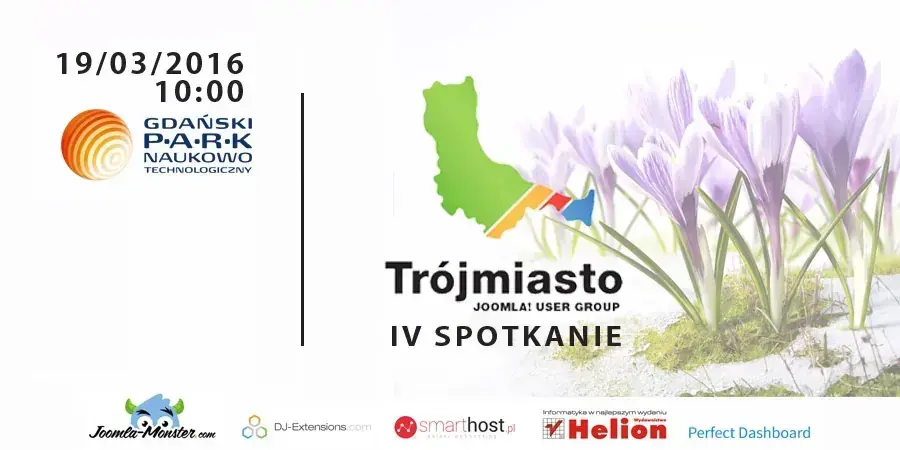 19/03/2016
10:00
GDAŃSKI
P·A·R·K
NAUKOWO
TECHNOLOGICZNY
Trójmiasto
JOOMLA! USER GROUP
IV SPOTKANIE
Joomla-Monster.com
DJ-Extensions.com
smarthost.pl
Informatyka w najlepszym wydaniu
Wydawnictwo
Helion
Perfect Dashboard